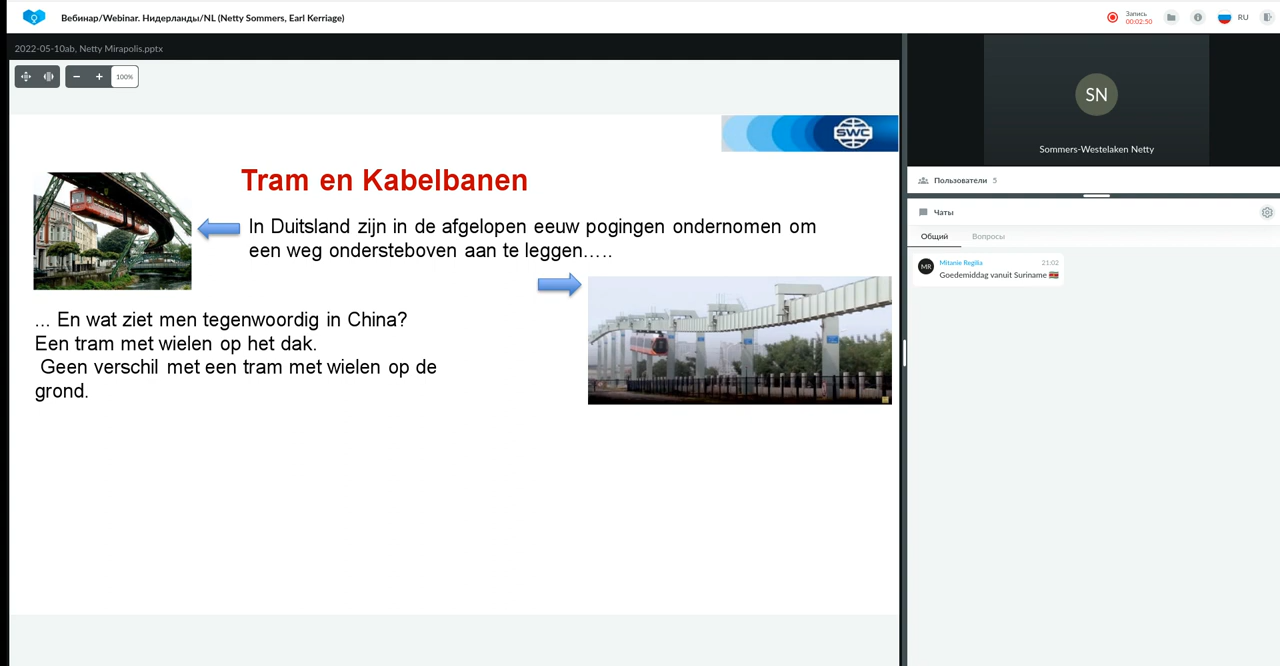 Вебинар/Webinar. Нидерланды/NL (Netty Sommers, Earl Kerriage)
Запись
00:02:50
RU
2022-05-10ab, Netty Mirapolis.pptx
100%
SWC
Tram en Kabelbanen
In Duitsland zijn in de afgelopen eeuw pogingen ondernomen om
een weg ondersteboven aan te leggen…..
... En wat ziet men tegenwoordig in China?
Een tram met wielen op het dak.
Geen verschil met een tram met wielen op de
grond.
SN
Sommers-Westelaken Netty
Пользователи 5
Чаты
Общий Вопросы
MR
Mitanie Regilia 21:02
Goedemiddag vanuit Suriname 🇸🇷